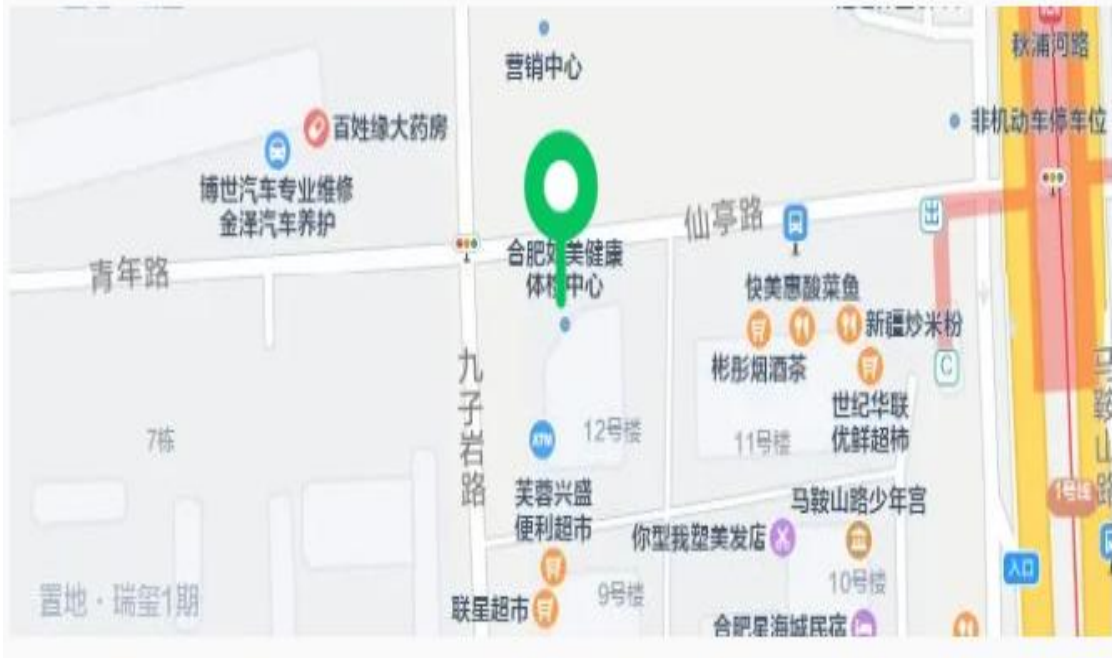 营销中心
秋浦河路
百姓缘大药房
非机动车停车位
博世汽车专业维修
金泽汽车养护
仙亭路
出
合肥
美健康
体检中心
青年路
快美惠酸菜鱼
新疆炒米粉
彬彤烟酒茶
C
世纪华联
优鲜超柿
九子岩路
马鞍山路
7栋
ATM
12号楼
11号楼
芙蓉兴盛
便利超市
马鞍山路少年宫
你型我塑美发店
1号线
入口
置地·瑞玺1期
联星超市
9号楼
10号楼
合肥星海城民宿